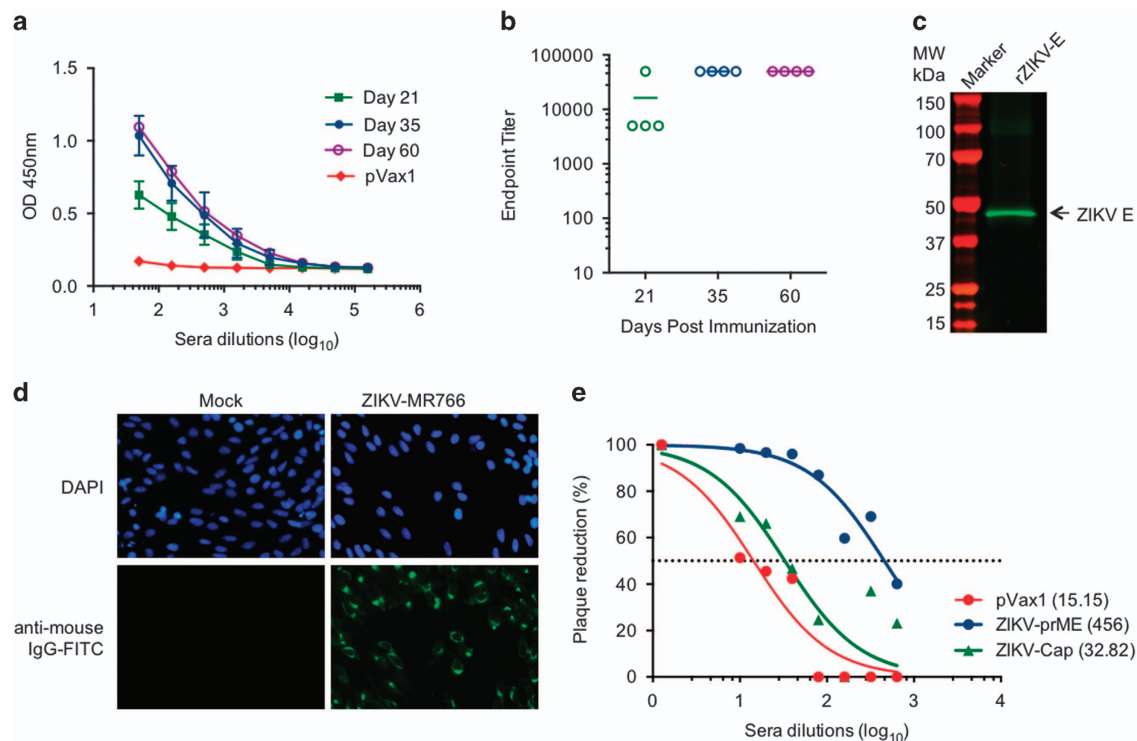 a
1.5
1.0
0.5
0.0
OD 450nm
1
2
3
4
5
6
Sera dilutions (log10)
Day 21
Day 35
Day 60
pVax1
b
100000
10000
1000
100
10
Endpoint Titer
21
35
60
Days Post Immunization
c
MW
kDa
Marker
rZIKV-E
150
100
70
50
37
25
15
ZIKV E
d
Mock
ZIKV-MR766
DAPI
anti-mouse
IgG-FITC
e
100
80
60
40
20
0
Plaque reduction (%)
0
1
2
3
4
Sera dilutions (log10)
pVax1 (15.15)
ZIKV-prME (456)
ZIKV-Cap (32.82)